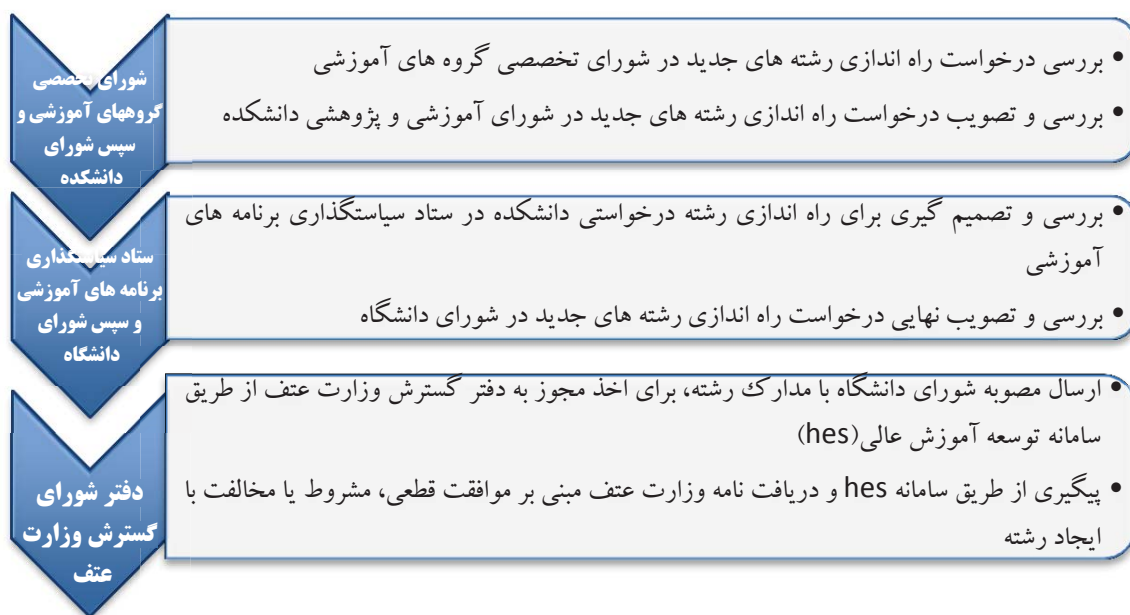 شورای تخصصی
گروههای آموزشی و
سپس شورای
دانشکده
• بررسی درخواست راه اندازی رشته های جدید در شورای تخصصی گروه های آموزشی
• بررسی و تصویب درخواست راه اندازی رشته های جدید در شورای آموزشی و پژوهشی دانشکده
ستاد سیاستگذاری
برنامه های آموزشی
و سپس شورای
دانشگاه
• بررسی و تصمیم گیری برای راه اندازی رشته درخواستی دانشکده در ستاد سیاستگذاری برنامه های
آموزشی
• بررسی و تصویب نهایی درخواست راه اندازی رشته های جدید در شورای دانشگاه
دفتر شورای
گسترش وزارت
عتف
• ارسال مصوبه شورای دانشگاه با مدارک رشته، برای اخذ مجوز به دفتر گسترش وزارت عتف از طریق
سامانه توسعه آموزش عالی(hes)
• پیگیری از طریق سامانه hes و دریافت نامه وزارت عتف مبنی بر موافقت قطعی، مشروط یا مخالفت با
ایجاد رشته